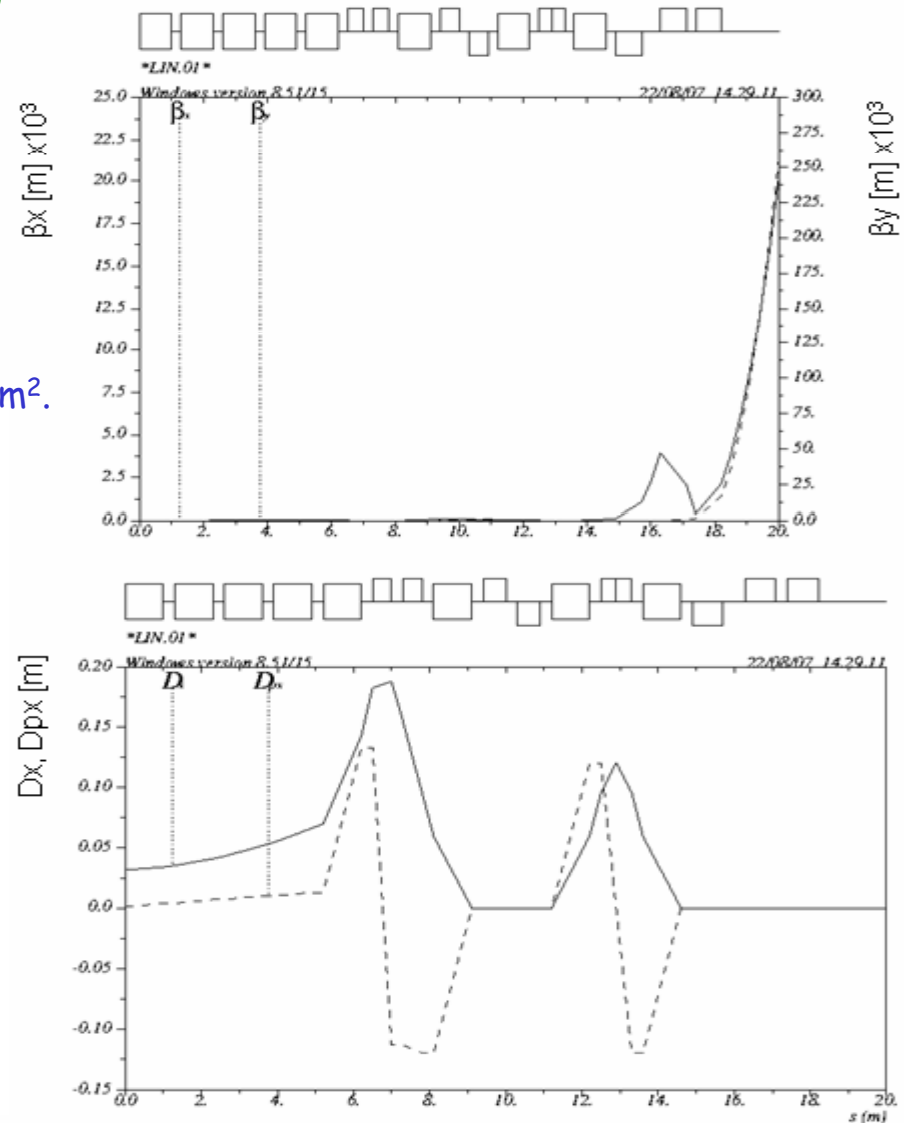 *LIN.01*
Windows version 8.51/15 22/08/07 14.29.11
βx [m] x10³
βy [m] x10³
25.0
22.5
20.0
17.5
15.0
12.5
10.0
7.5
5.0
2.5
0.0
βx βy
300.
275.
250.
225.
200.
175.
150.
125.
100.
75.
50.
25.
0.0
0.0 2. 4. 6. 8. 10. 12. 14. 16. 18. 20.
m².
*LIN.01*
Windows version 8.51/15 22/08/07 14.29.11
Dx, Dpx [m]
0.20
0.15
0.10
0.05
0.0
-0.05
-0.10
-0.15
Dx Dpx
0.0 2. 4. 6. 8. 10. 12. 14. 16. 18. 20.
s (m)